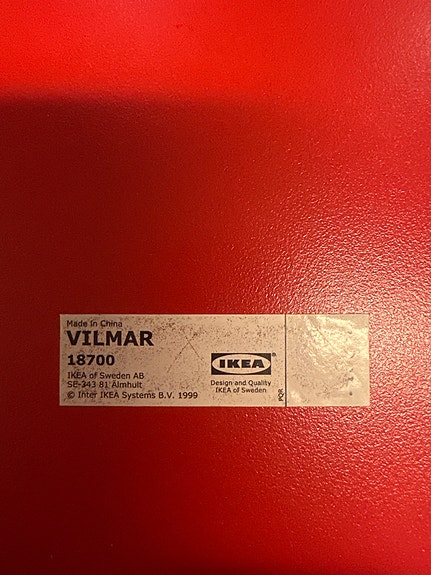 Made in China
VILMAR
18700
IKEA of Sweden AB
SE-343 81 Älmhult
© Inter IKEA Systems B.V. 1999
IKEA®
Design and Quality
IKEA of Sweden
PQR